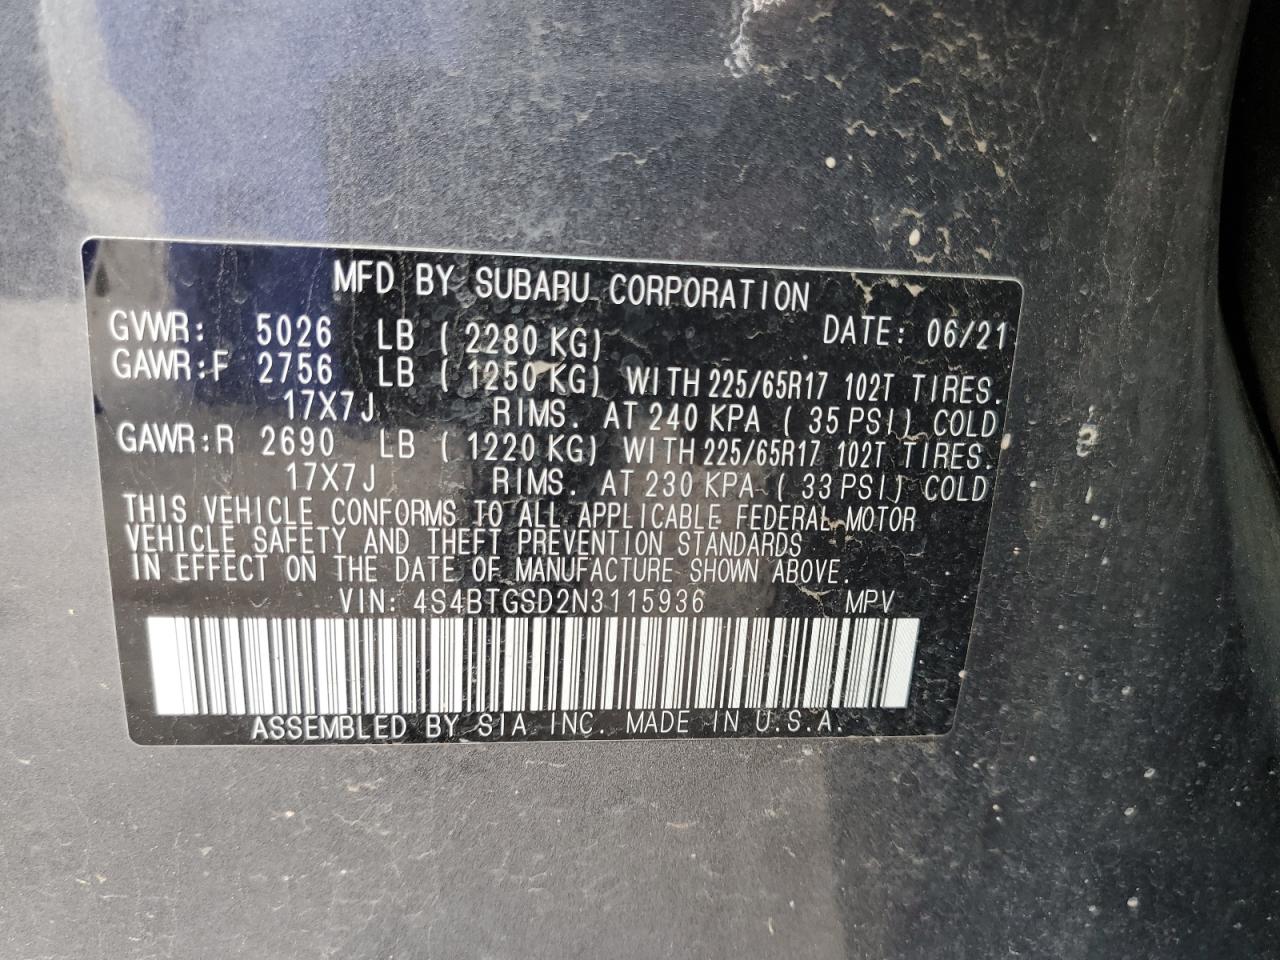 MFD BY SUBARU CORPORATION
GVWR: 5026 LB ( 2280 KG) DATE: 06/21
GAWR:F 2756 LB ( 1250 KG) WITH 225/65R17 102T TIRES.
17X7J RIMS. AT 240 KPA ( 35 PSI) COLD
GAWR:R 2690 LB ( 1220 KG) WITH 225/65R17 102T TIRES.
17X7J RIMS. AT 230 KPA ( 33 PSI) COLD
THIS VEHICLE CONFORMS TO ALL APPLICABLE FEDERAL MOTOR
VEHICLE SAFETY AND THEFT PREVENTION STANDARDS
IN EFFECT ON THE DATE OF MANUFACTURE SHOWN ABOVE.
VIN: 4S4BTGSD2N3115936 MPV
ASSEMBLED BY SIA INC. MADE IN U.S.A.